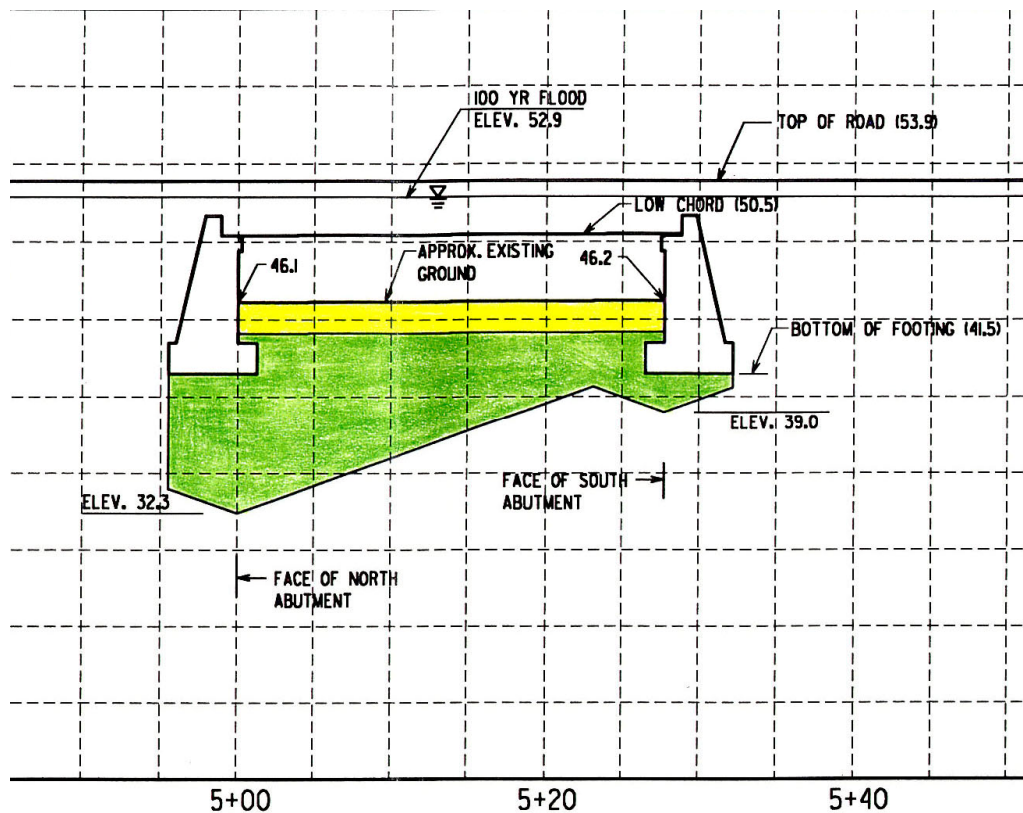 100 YR FLOOD
ELEV. 52.9
TOP OF ROAD (53.9)
LOW CHORD (50.5)
APPROX. EXISTING
GROUND
46.1
46.2
BOTTOM OF FOOTING (41.5)
ELEV. 39.0
FACE OF SOUTH
ABUTMENT
ELEV. 32.3
FACE OF NORTH
ABUTMENT
5+00
5+20
5+40